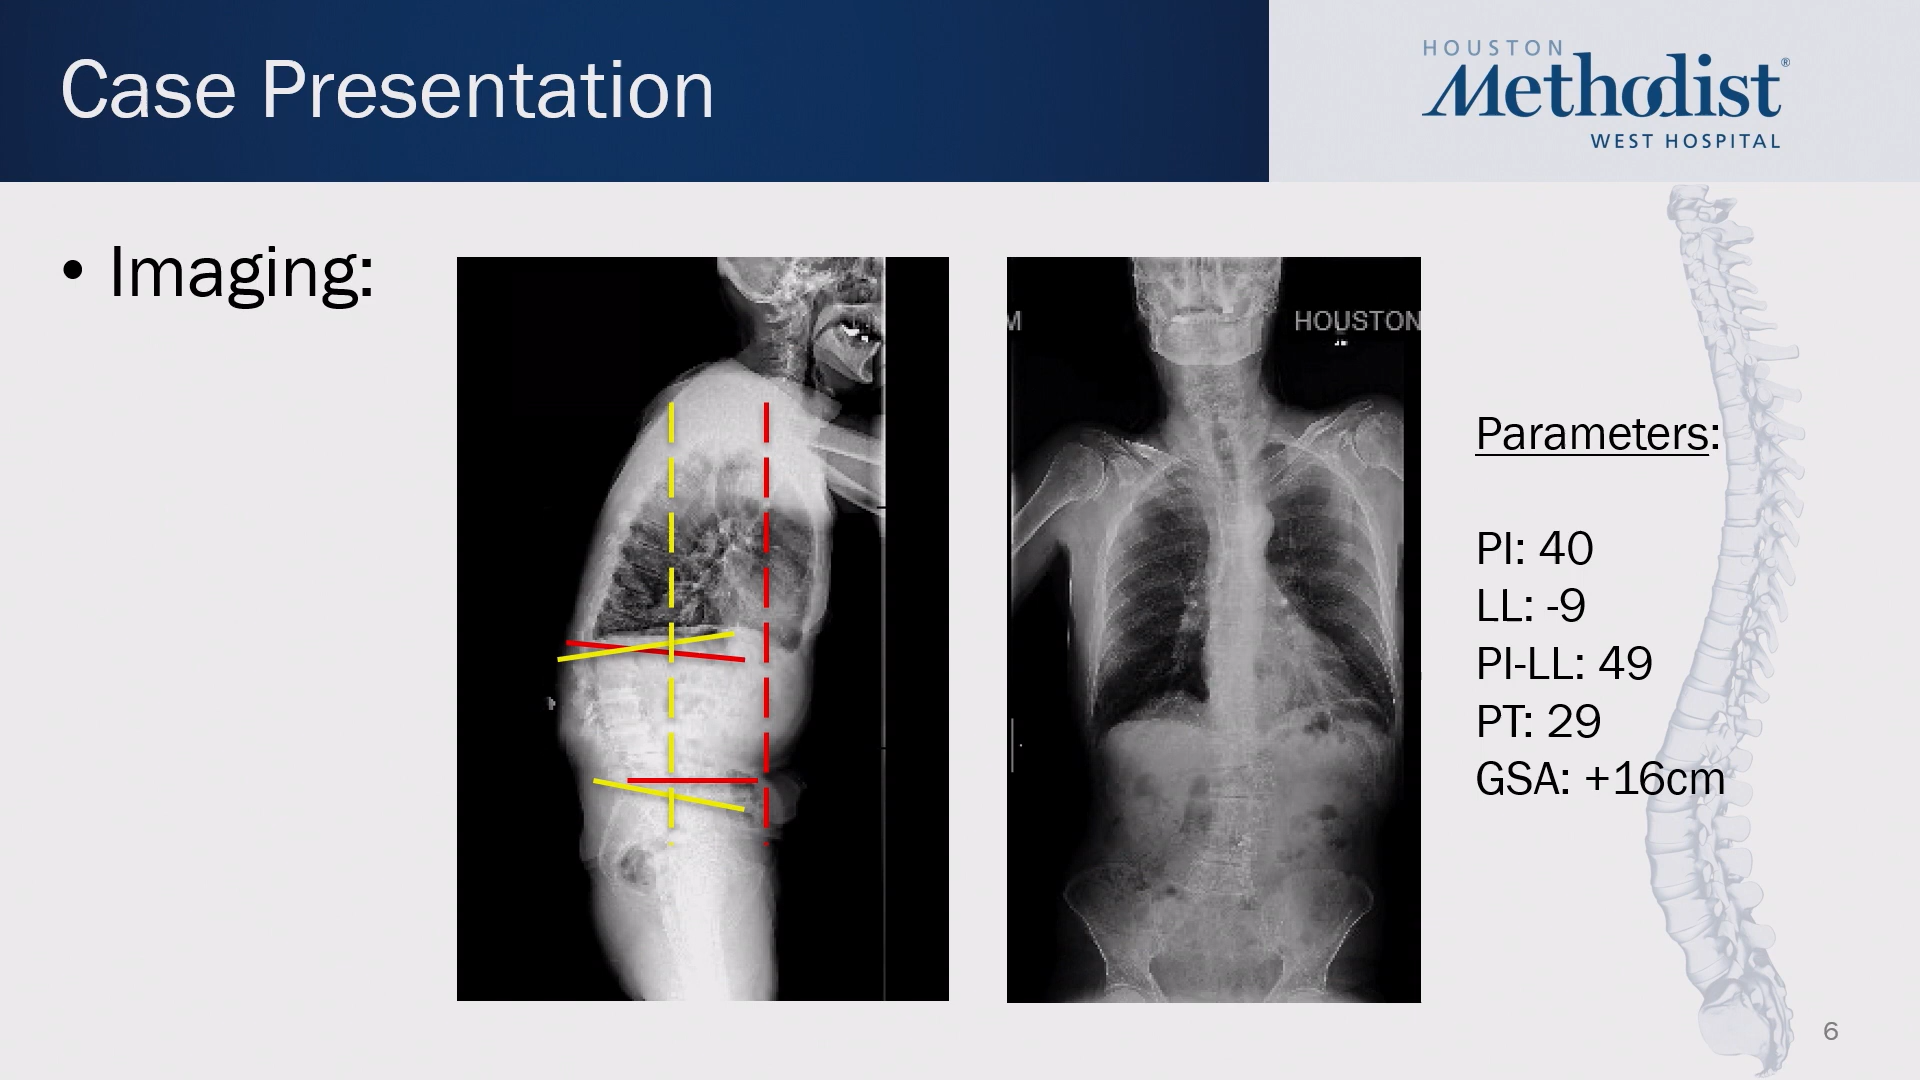 Case Presentation
HOUSTON
Methodist®
WEST HOSPITAL
• Imaging:
M
HOUSTON
Parameters:
PI: 40
LL: -9
PI-LL: 49
PT: 29
GSA: +16cm
6